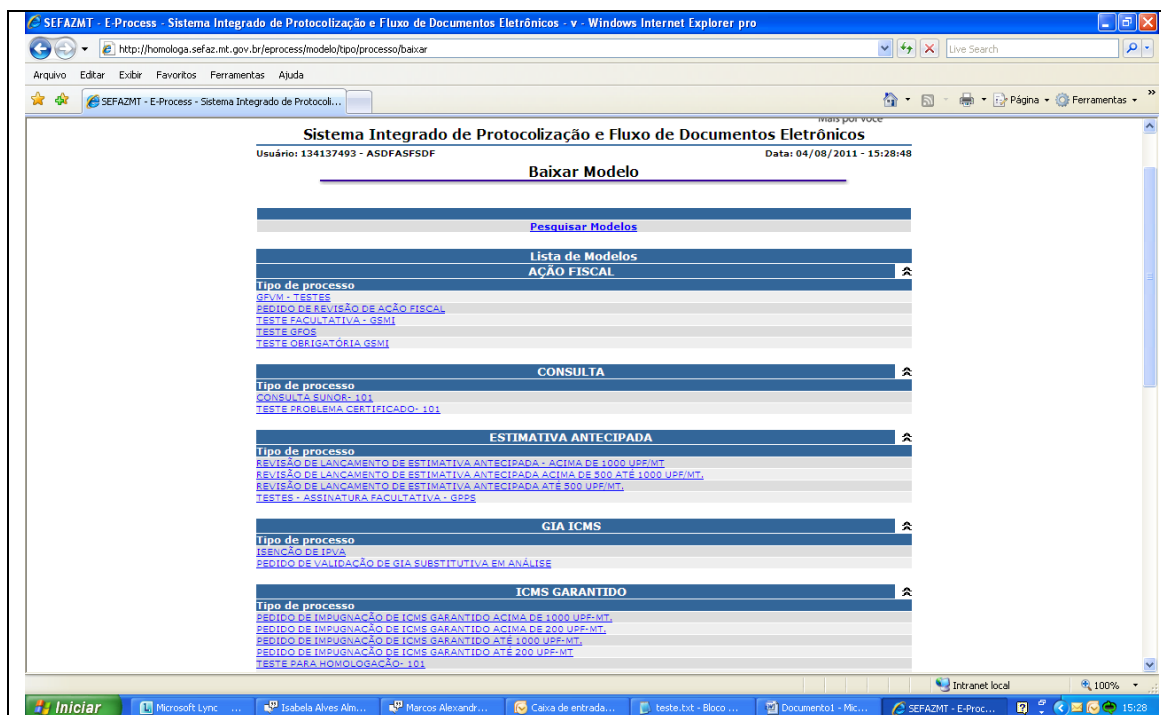 SEFAZMT - E-Process - Sistema Integrado de Protocolização e Fluxo de Documentos Eletrônicos - v - Windows Internet Explorer pro
http://homologa.sefaz.mt.gov.br/eprocess/modelo/tipo/processo/baixar
Live Search
Arquivo Editar Exibir Favoritos Ferramentas Ajuda
SEFAZMT - E-Process - Sistema Integrado de Protocoli...
Página
Ferramentas
»
Mais por você
Sistema Integrado de Protocolização e Fluxo de Documentos Eletrônicos
Usuário: 134137493 - ASDFASFSDF Data: 04/08/2011 - 15:28:48
Baixar Modelo
Pesquisar Modelos
Lista de Modelos
AÇÃO FISCAL
Tipo de processo
GFVM - TESTES
PEDIDO DE REVISÃO DE AÇÃO FISCAL
TESTE FACULTATIVA - GSMI
TESTE GFOS
TESTE OBRIGATÓRIA GSMI
CONSULTA
Tipo de processo
CONSULTA SUNOR- 101
TESTE PROBLEMA CERTIFICADO- 101
ESTIMATIVA ANTECIPADA
Tipo de processo
REVISÃO DE LANÇAMENTO DE ESTIMATIVA ANTECIPADA - ACIMA DE 1000 UPF/MT
REVISÃO DE LANÇAMENTO DE ESTIMATIVA ANTECIPADA ACIMA DE 500 ATÉ 1000 UPF/MT.
REVISÃO DE LANÇAMENTO DE ESTIMATIVA ANTECIPADA ATÉ 500 UPF/MT.
TESTES - ASSINATURA FACULTATIVA - GPPS
GIA ICMS
Tipo de processo
ISENÇÃO DE IPVA
PEDIDO DE VALIDAÇÃO DE GIA SUBSTITUTIVA EM ANÁLISE
ICMS GARANTIDO
Tipo de processo
PEDIDO DE IMPUGNAÇÃO DE ICMS GARANTIDO ACIMA DE 1000 UPF-MT.
PEDIDO DE IMPUGNAÇÃO DE ICMS GARANTIDO ACIMA DE 200 UPF-MT.
PEDIDO DE IMPUGNAÇÃO DE ICMS GARANTIDO ATÉ 1000 UPF-MT.
PEDIDO DE IMPUGNAÇÃO DE ICMS GARANTIDO ATÉ 200 UPF-MT
TESTE PARA HOMOLOGAÇÃO- 101
Intranet local 100%
Iniciar Microsoft Lync ... Isabela Alves Alm... Marcos Alexandr... Caixa de entrada... teste.txt - Bloco ... Documento1 - Mic... SEFAZMT - E-Proc... 15:28